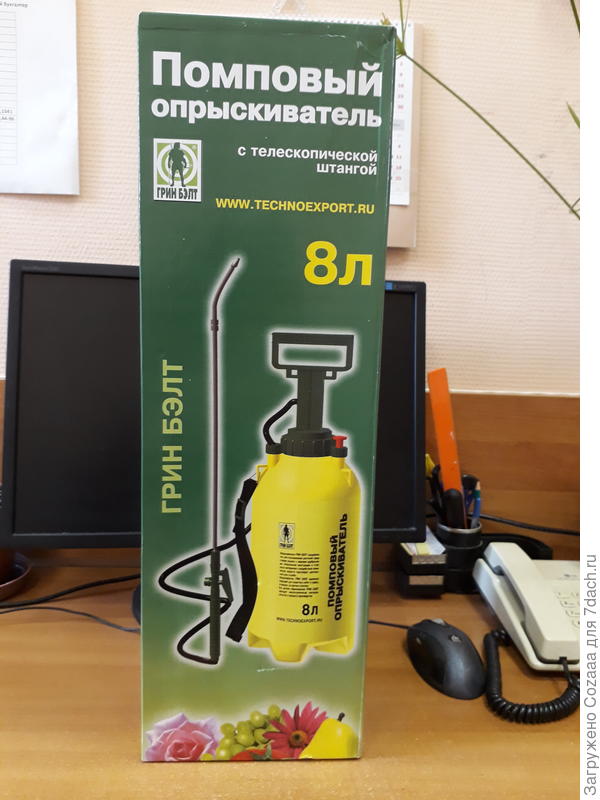 Помповый
опрыскиватель
с телескопической
штангой
ГРИН БЭЛТ
WWW.TECHNOEXPORT.RU
8л
ГРИН БЭЛТ
ПОМПОВЫЙ
ОПРЫСКИВАТЕЛЬ
8л
WWW.TECHNOEXPORT.RU
Загружено Cozaaa для 7dach.ru